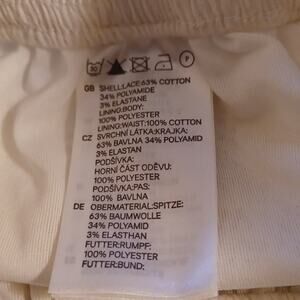 30
P
GB SHELL:LACE:63% COTTON
34% POLYAMIDE
3% ELASTANE
LINING:BODY:
100% POLYESTER
LINING:WAIST:100% COTTON
CZ SVRCHNÍ LÁTKA:KRAJKA:
63% BAVLNA 34% POLYAMID
3% ELASTAN
PODŠÍVKA:
HORNÍ ČÁST ODĚVU:
100% POLYESTER
PODŠÍVKA:PAS:
100% BAVLNA
DE OBERMATERIAL:SPITZE:
63% BAUMWOLLE
34% POLYAMID
3% ELASTHAN
FUTTER:RUMPF:
100% POLYESTER
FUTTER:BUND: